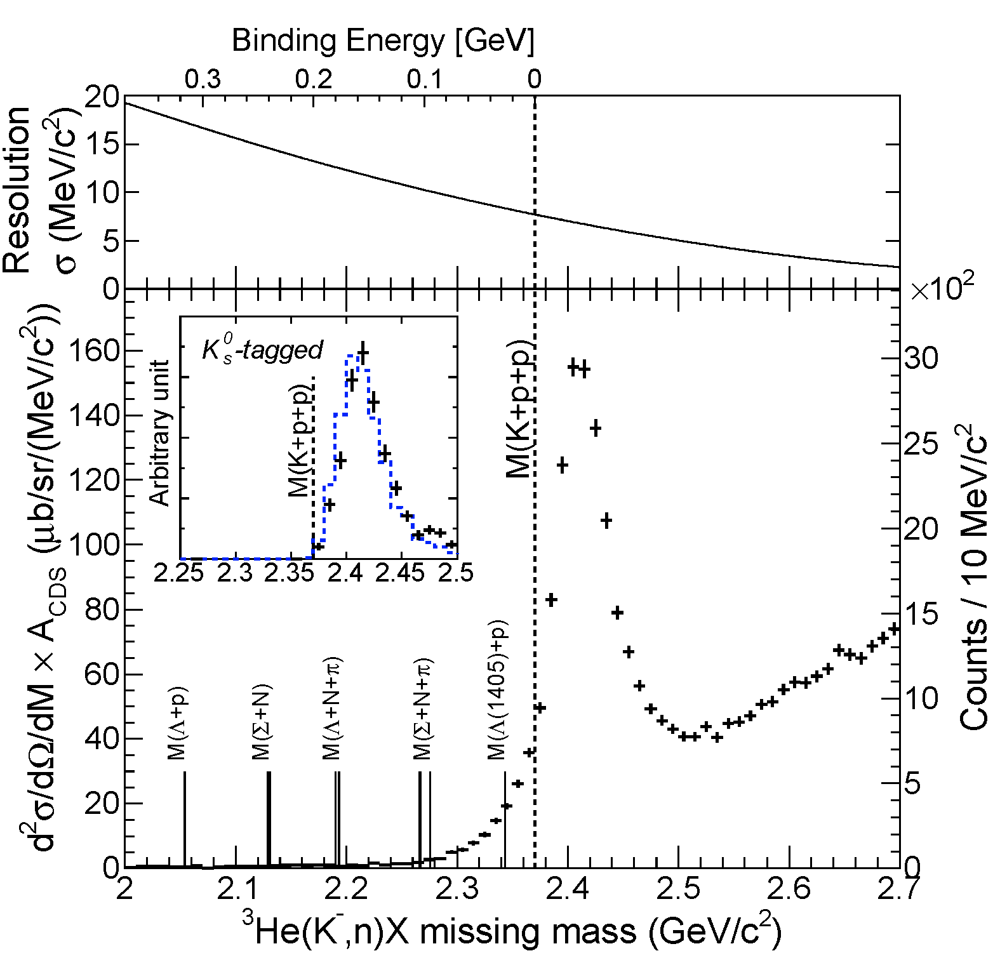 Binding Energy [GeV]
0.3 0.2 0.1 0
Resolution
σ (MeV/c²)
20
15
10
5
0
×10²
d²σ/dΩ/dM × A_CDS (μb/sr/(MeV/c²))
160
140
120
100
80
60
40
20
0
K⁰ₛ-tagged
Arbitrary unit
M(K+p+p)
2.25 2.3 2.35 2.4 2.45 2.5
M(K+p+p)
M(Λ+p)
M(Σ+N)
M(Λ+N+π)
M(Σ+N+π)
M(Λ(1405)+p)
30
25
20
15
10
5
0
Counts / 10 MeV/c²
2 2.1 2.2 2.3 2.4 2.5 2.6 2.7
³He(K⁻,n)X missing mass (GeV/c²)